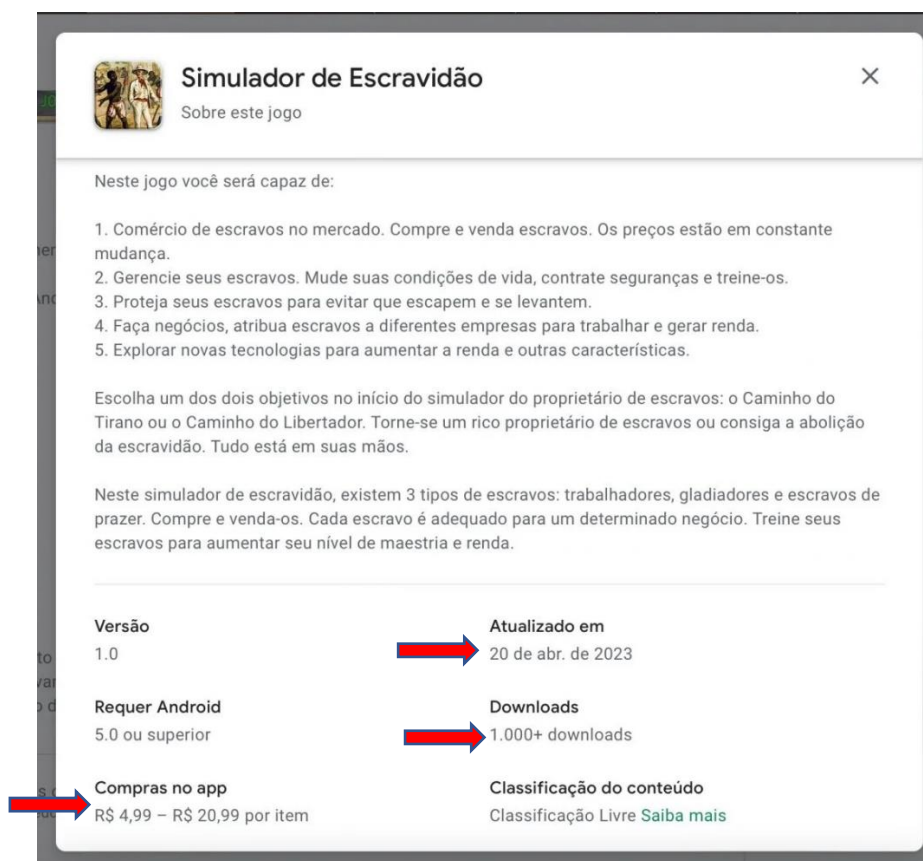 Simulador de Escravidão
Sobre este jogo
Neste jogo você será capaz de:
1. Comércio de escravos no mercado. Compre e venda escravos. Os preços estão em constante
mudança.
2. Gerencie seus escravos. Mude suas condições de vida, contrate seguranças e treine-os.
3. Proteja seus escravos para evitar que escapem e se levantem.
4. Faça negócios, atribua escravos a diferentes empresas para trabalhar e gerar renda.
5. Explorar novas tecnologias para aumentar a renda e outras características.
Escolha um dos dois objetivos no início do simulador do proprietário de escravos: o Caminho do
Tirano ou o Caminho do Libertador. Torne-se um rico proprietário de escravos ou consiga a abolição
da escravidão. Tudo está em suas mãos.
Neste simulador de escravidão, existem 3 tipos de escravos: trabalhadores, gladiadores e escravos de
prazer. Compre e venda-os. Cada escravo é adequado para um determinado negócio. Treine seus
escravos para aumentar seu nível de maestria e renda.
Versão
1.0
Atualizado em
20 de abr. de 2023
Requer Android
5.0 ou superior
Downloads
1.000+ downloads
Compras no app
R$ 4,99 – R$ 20,99 por item
Classificação do conteúdo
Classificação Livre Saiba mais